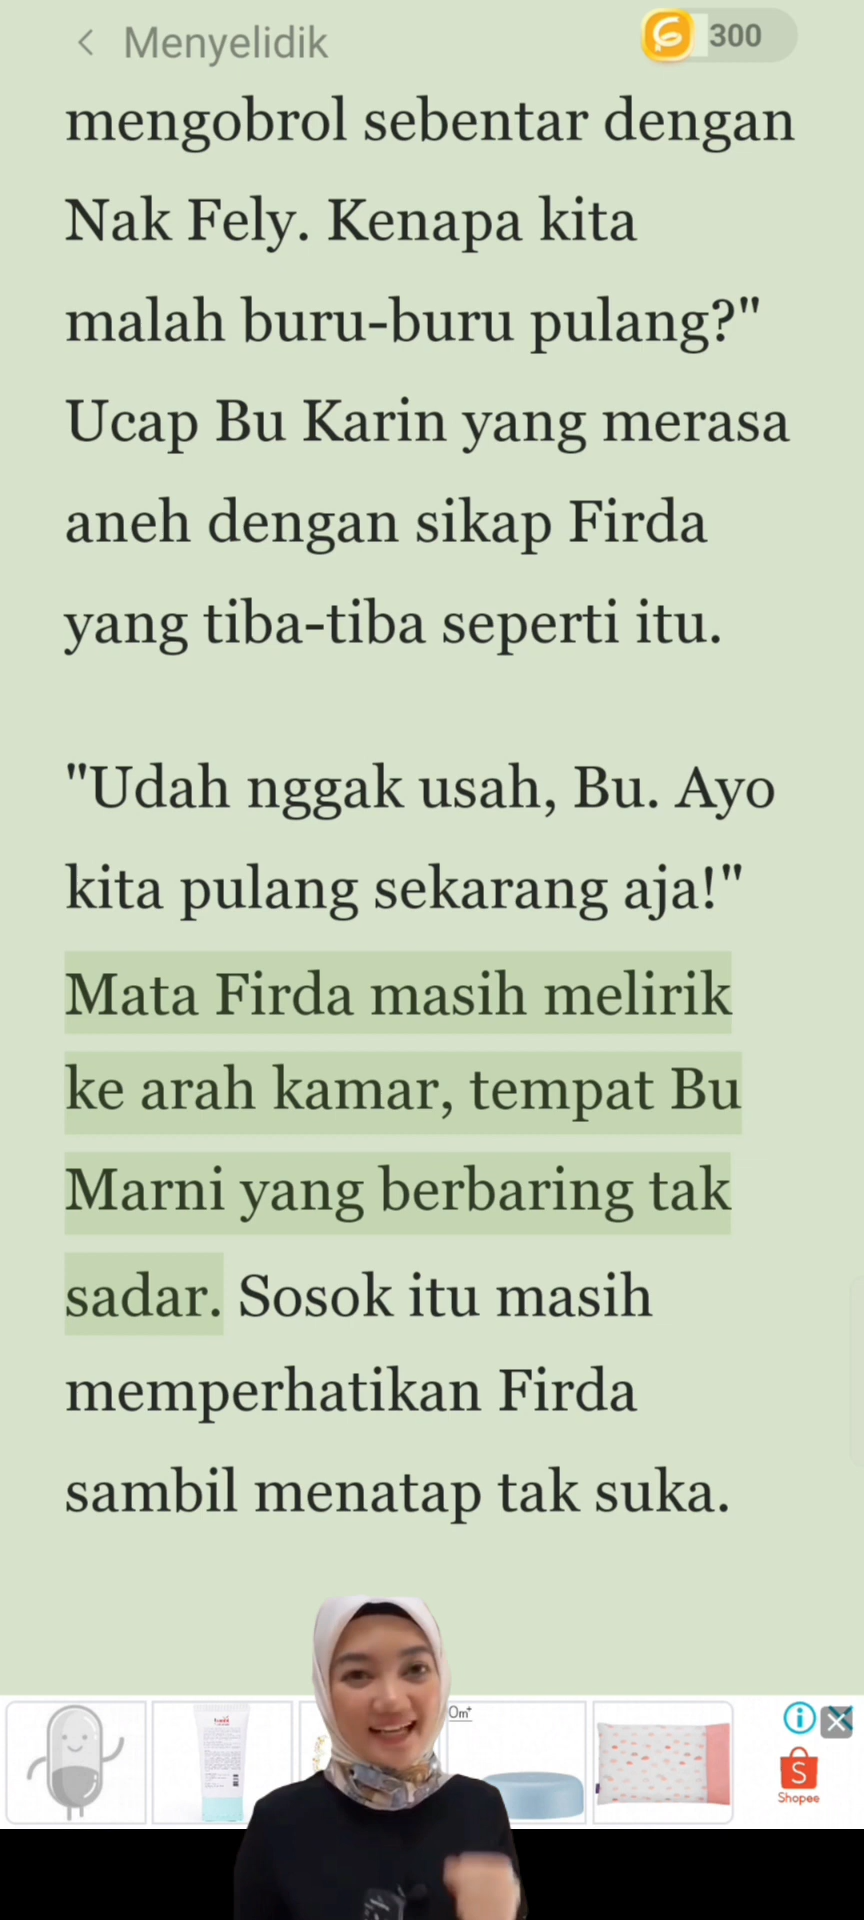 Menyelidik
300
mengobrol sebentar dengan
Nak Fely. Kenapa kita
malah buru-buru pulang?"
Ucap Bu Karin yang merasa
aneh dengan sikap Firda
yang tiba-tiba seperti itu.
"Udah nggak usah, Bu. Ayo
kita pulang sekarang aja!"
Mata Firda masih melirik
ke arah kamar, tempat Bu
Marni yang berbaring tak
sadar. Sosok itu masih
memperhatikan Firda
sambil menatap tak suka.
0m+
Shopee